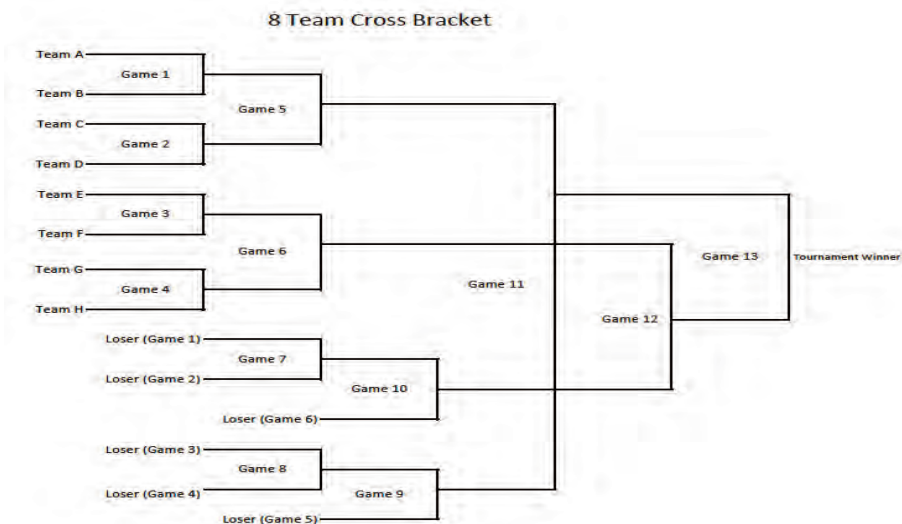 8 Team Cross Bracket
Team A
Game 1
Team B
Game 5
Team C
Game 2
Team D
Team E
Game 3
Team F
Game 6
Team G
Game 4
Team H
Game 11
Game 13
Tournament Winner
Game 12
Loser (Game 1)
Game 7
Loser (Game 2)
Game 10
Loser (Game 6)
Loser (Game 3)
Game 8
Loser (Game 4)
Game 9
Loser (Game 5)